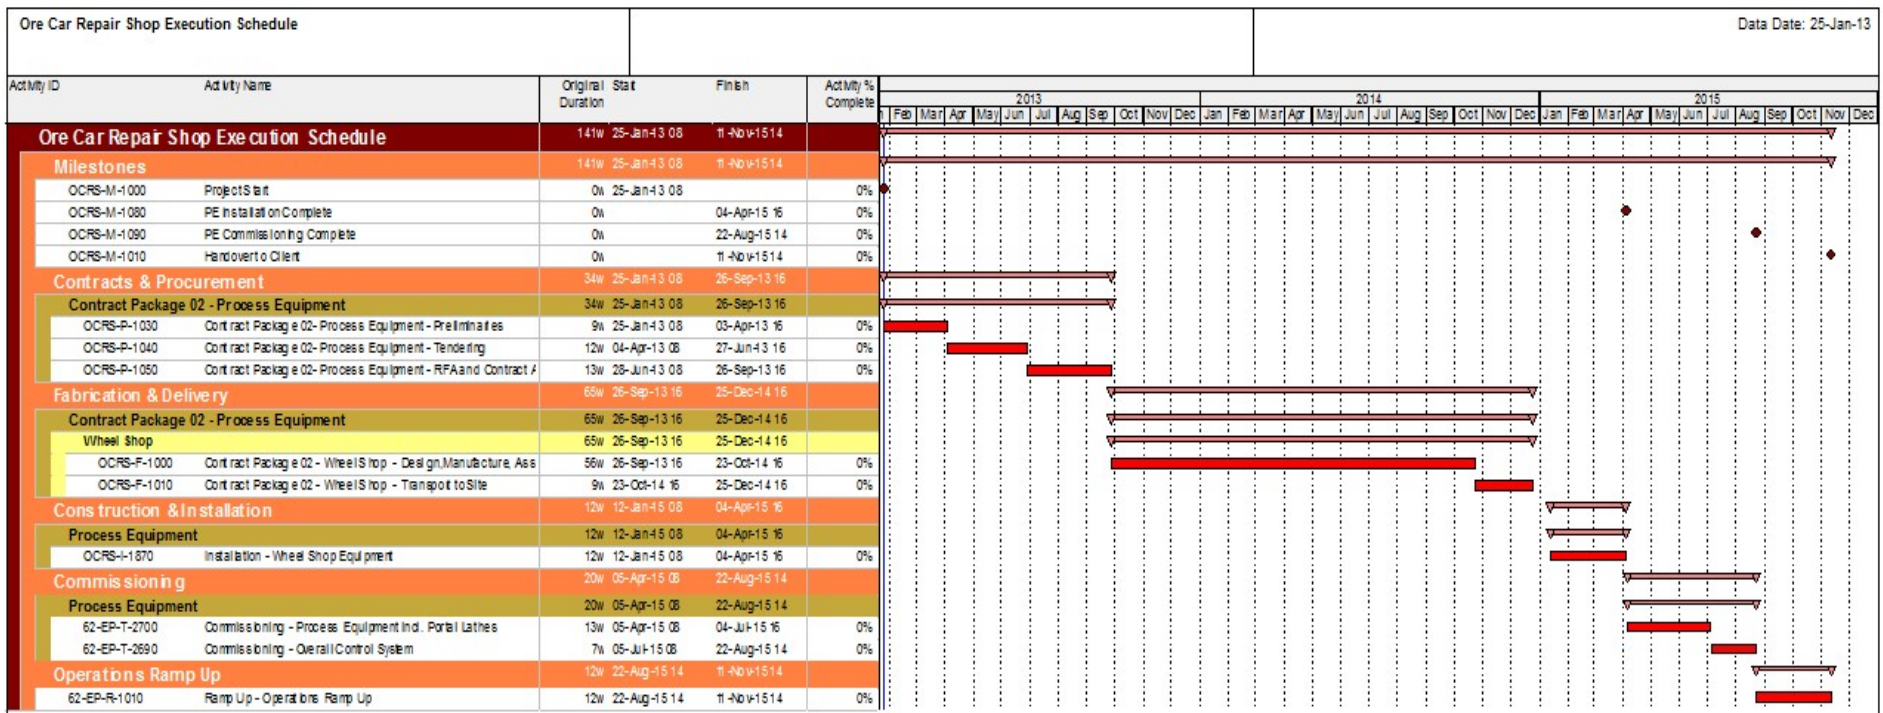 Ore Car Repair Shop Execution Schedule
Data Date: 25-Jan-13
Activity ID Activity Name Original Duration Start Finish Activity % Complete
2013 2014 2015
Feb Mar Apr May Jun Jul Aug Sep Oct Nov Dec Jan Feb Mar Apr May Jun Jul Aug Sep Oct Nov Dec Jan Feb Mar Apr May Jun Jul Aug Sep Oct Nov Dec
Ore Car Repair Shop Execution Schedule 141w 25-Jan-13 08 11-Nov-15 14
Milestones 141w 25-Jan-13 08 11-Nov-15 14
OCRS-M-1000 Project Start 0w 25-Jan-13 08 0%
OCRS-M-1080 PE Installation Complete 0w 04-Apr-15 16 0%
OCRS-M-1090 PE Commissioning Complete 0w 22-Aug-15 14 0%
OCRS-M-1010 Handover to Client 0w 11-Nov-15 14 0%
Contracts & Procurement 34w 25-Jan-13 08 26-Sep-13 16
Contract Package 02 - Process Equipment 34w 25-Jan-13 08 26-Sep-13 16
OCRS-P-1030 Contract Package 02- Process Equipment - Preliminaries 9w 25-Jan-13 08 03-Apr-13 16 0%
OCRS-P-1040 Contract Package 02- Process Equipment - Tendering 12w 04-Apr-13 08 27-Jun-13 16 0%
OCRS-P-1050 Contract Package 02- Process Equipment - RFA and Contract A 13w 28-Jun-13 08 26-Sep-13 16 0%
Fabrication & Delivery 65w 26-Sep-13 16 25-Dec-14 16
Contract Package 02 - Process Equipment 65w 26-Sep-13 16 25-Dec-14 16
Wheel Shop 65w 26-Sep-13 16 25-Dec-14 16
OCRS-F-1000 Contract Package 02 - Wheel Shop - Design,Manufacture, Ass 56w 26-Sep-13 16 23-Oct-14 16 0%
OCRS-F-1010 Contract Package 02 - Wheel Shop - Transport to Site 9w 23-Oct-14 16 25-Dec-14 16 0%
Construction & Installation 12w 12-Jan-15 08 04-Apr-15 16
Process Equipment 12w 12-Jan-15 08 04-Apr-15 16
OCRS-I-1870 Installation - Wheel Shop Equipment 12w 12-Jan-15 08 04-Apr-15 16 0%
Commissioning 20w 05-Apr-15 08 22-Aug-15 14
Process Equipment 20w 05-Apr-15 08 22-Aug-15 14
62-EP-T-2700 Commissioning - Process Equipment incl. Portal Lathes 13w 05-Apr-15 08 04-Jul-15 16 0%
62-EP-T-2690 Commissioning - Overall Control System 7w 05-Jul-15 08 22-Aug-15 14 0%
Operations Ramp Up 12w 22-Aug-15 14 11-Nov-15 14
62-EP-R-1010 Ramp Up - Operations Ramp Up 12w 22-Aug-15 14 11-Nov-15 14 0%